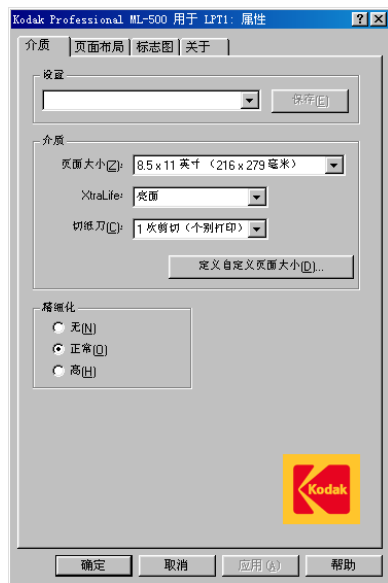 Kodak Professional ML-500 用于 LPT1: 属性
介质 页面布局 标志图 关于
设置
保存(E)
介质
页面大小(Z): 8.5 x 11 英寸 (216 x 279 毫米)
XtraLife: 亮面
切纸刀(C): 1 次剪切(个别打印)
定义自定义页面大小(D)...
精细化
无(N)
正常(O)
高(H)
Kodak
确定 取消 应用(A) 帮助